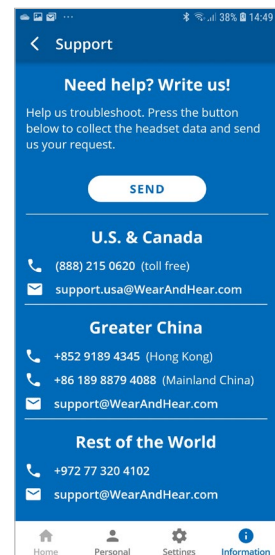 38% 14:49
Support
Need help? Write us!
Help us troubleshoot. Press the button
below to collect the headset data and send
us your request.
SEND
U.S. & Canada
(888) 215 0620 (toll free)
support.usa@WearAndHear.com
Greater China
+852 9189 4345 (Hong Kong)
+86 189 8879 4088 (Mainland China)
support@WearAndHear.com
Rest of the World
+972 77 320 4102
support@WearAndHear.com
Home Personal Settings Information